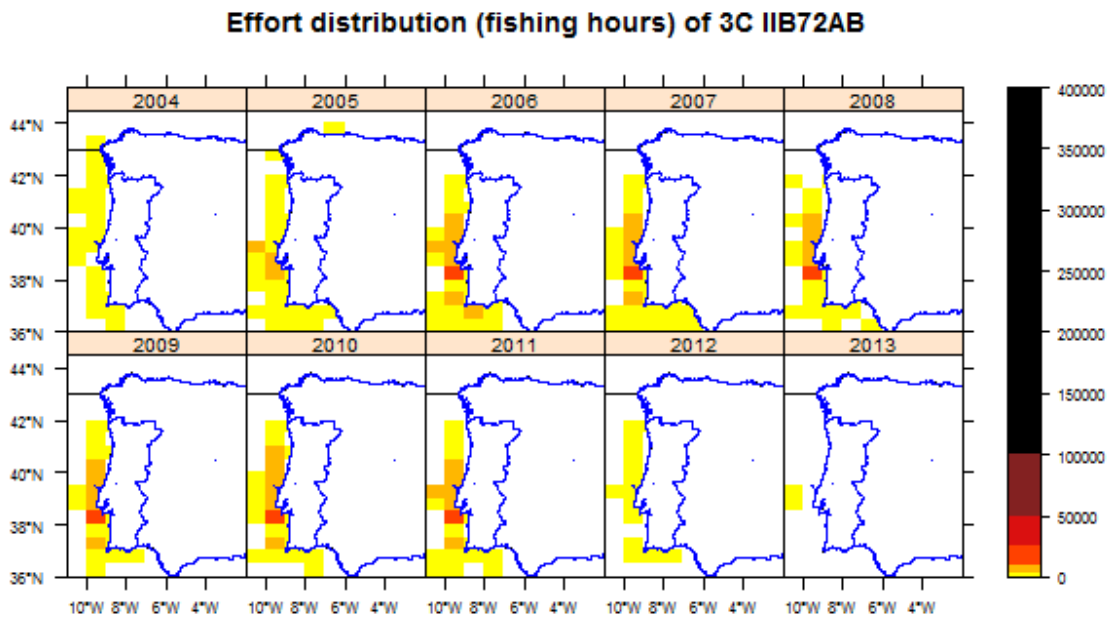 Effort distribution (fishing hours) of 3C IIB72AB
2004 2005 2006 2007 2008
44°N
42°N
40°N
38°N
36°N
2009 2010 2011 2012 2013
44°N
42°N
40°N
38°N
36°N
10°W 8°W 6°W 4°W 10°W 8°W 6°W 4°W 10°W 8°W 6°W 4°W 10°W 8°W 6°W 4°W 10°W 8°W 6°W 4°W
400000
350000
300000
250000
200000
150000
100000
50000
0